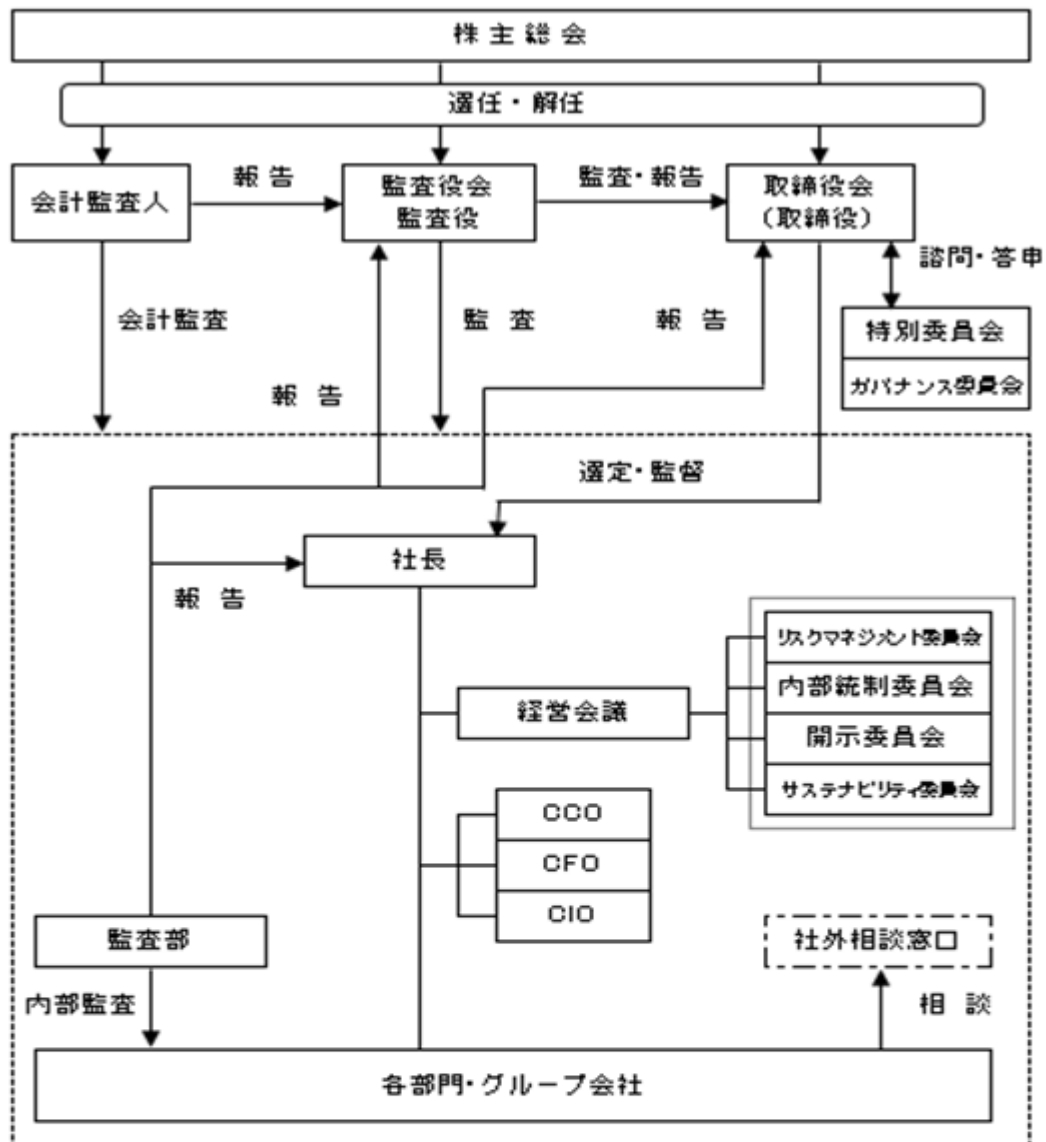 株主総会
選任・解任
会計監査人
報告
監査役会
監査役
監査・報告
取締役会
(取締役)
諮問・答申
特別委員会
ガバナンス委員会
会計監査
監査
報告
報告
選定・監督
社長
報告
リスクマネジメント委員会
内部統制委員会
開示委員会
サステナビリティ委員会
経営会議
CCO
CFO
CIO
監査部
社外相談窓口
内部監査
相談
各部門・グループ会社